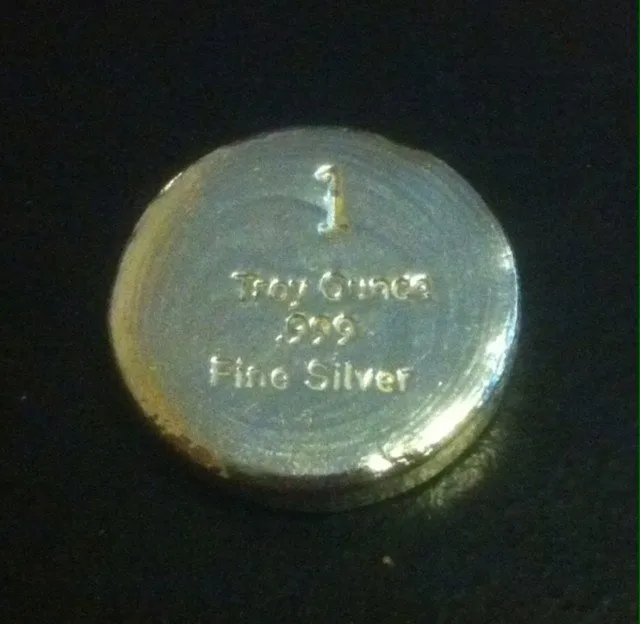 1
Troy Ounce
.999
Fine Silver